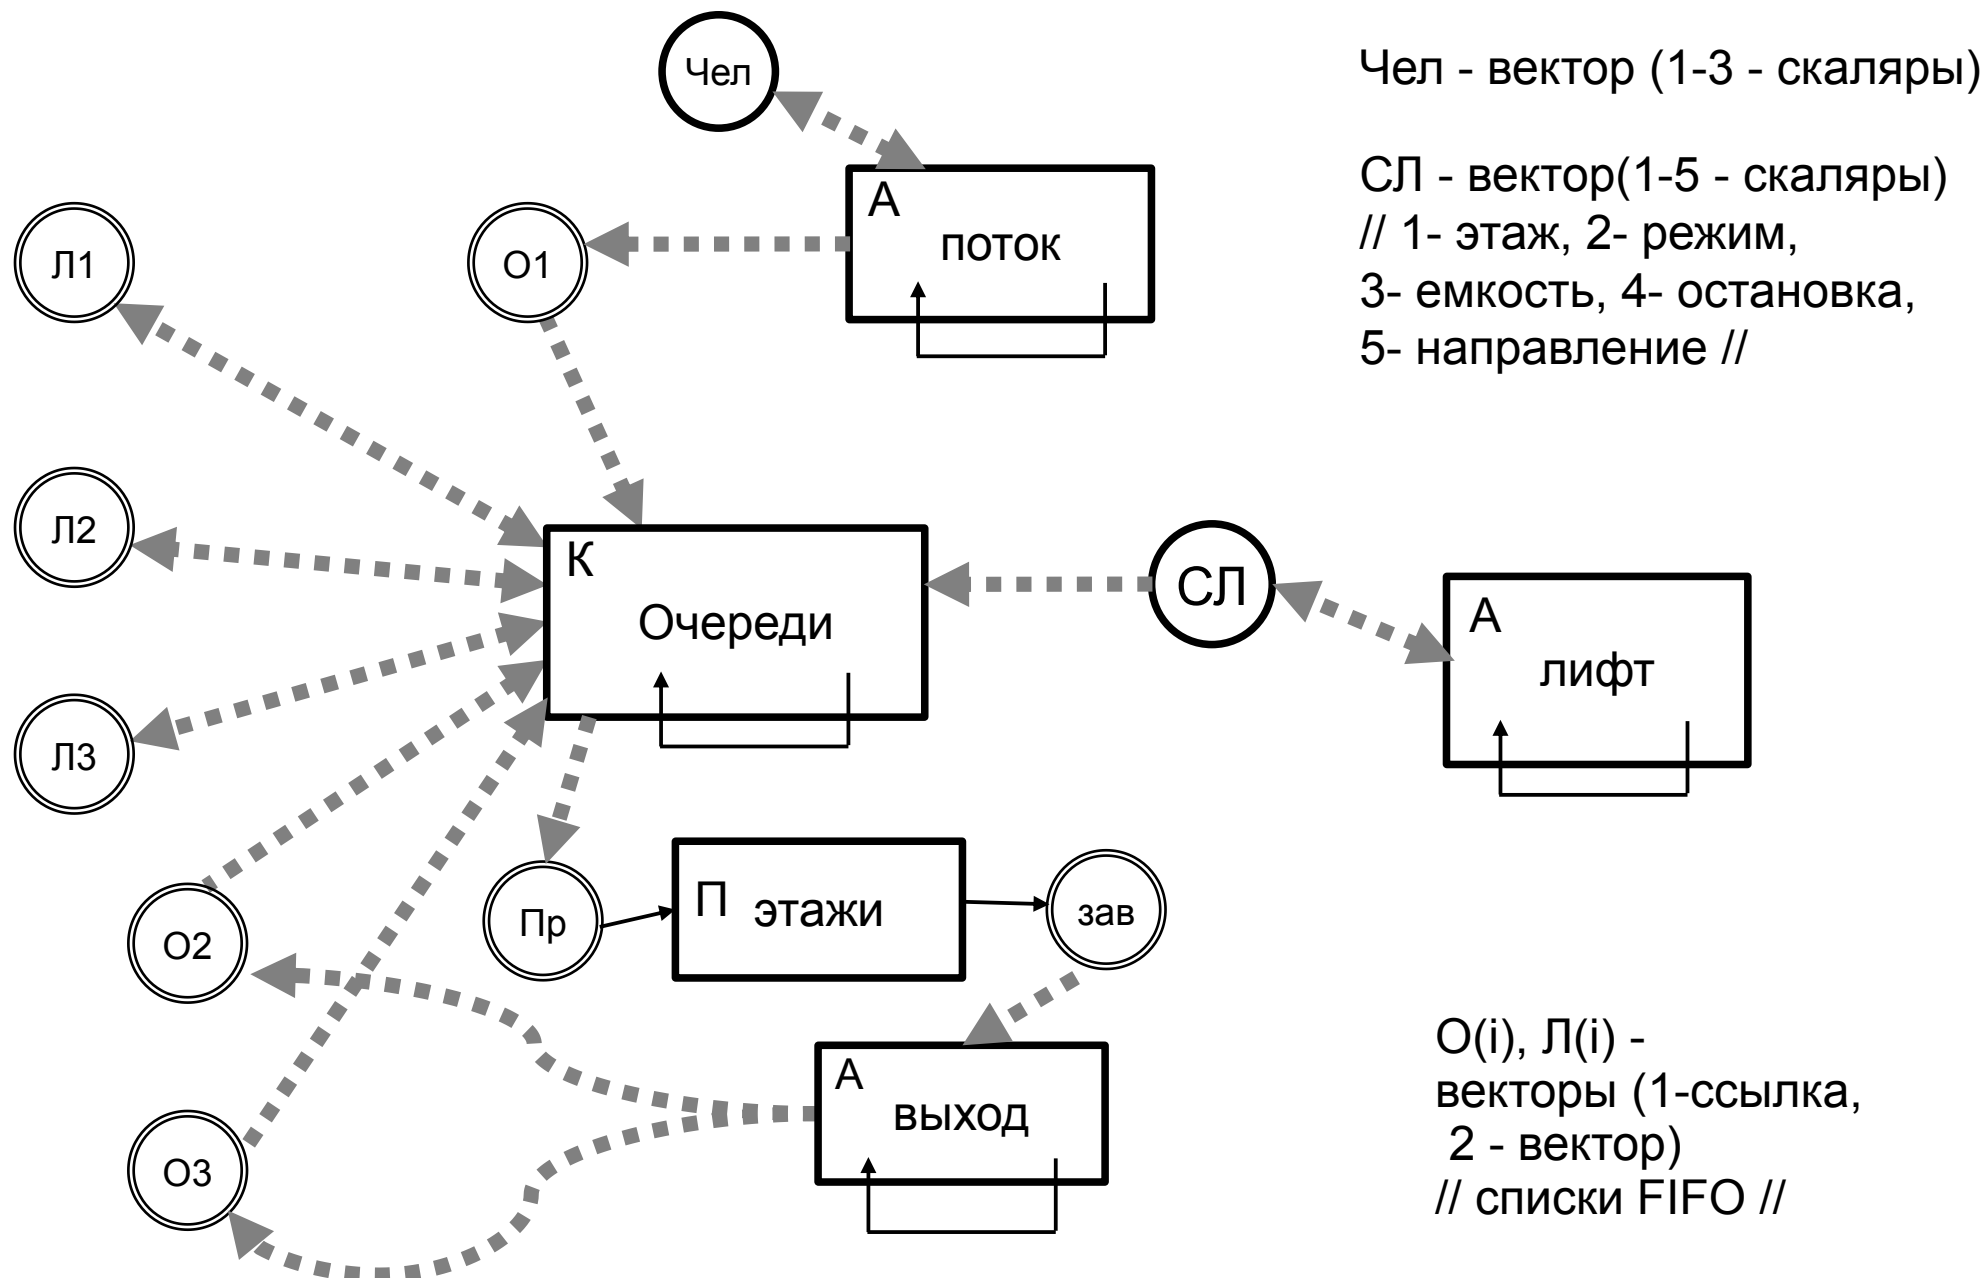 Чел
Чел - вектор (1-3 - скаляры)
А
поток
СЛ - вектор(1-5 - скаляры)
// 1- этаж, 2- режим,
3- емкость, 4- остановка,
5- направление //
Л1
О1
Л2
К
Очереди
СЛ
А
лифт
Л3
О2
Пр
П этажи
зав
А
выход
О3
О(i), Л(i) -
векторы (1-ссылка,
2 - вектор)
// списки FIFO //